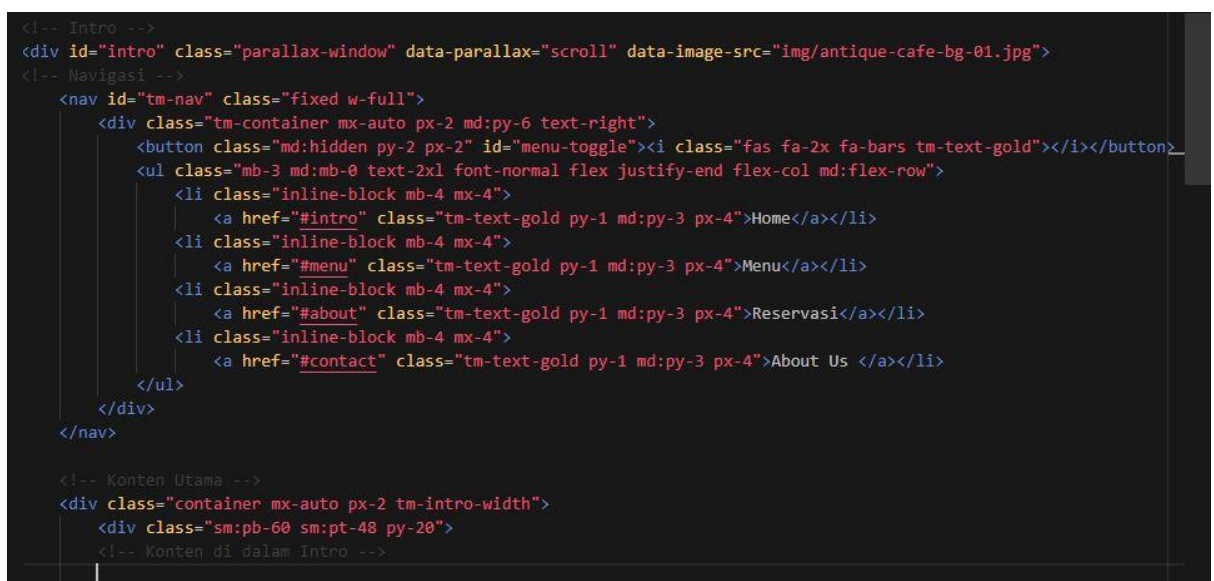 <!-- Intro -->
<div id="intro" class="parallax-window" data-parallax="scroll" data-image-src="img/antique-cafe-bg-01.jpg">
<!-- Navigasi -->
<nav id="tm-nav" class="fixed w-full">
<div class="tm-container mx-auto px-2 md:py-6 text-right">
<button class="md:hidden py-2 px-2" id="menu-toggle"><i class="fas fa-2x fa-bars tm-text-gold"></i></button>
<ul class="mb-3 md:mb-0 text-2xl font-normal flex justify-end flex-col md:flex-row">
<li class="inline-block mb-4 mx-4">
<a href="#intro" class="tm-text-gold py-1 md:py-3 px-4">Home</a></li>
<li class="inline-block mb-4 mx-4">
<a href="#menu" class="tm-text-gold py-1 md:py-3 px-4">Menu</a></li>
<li class="inline-block mb-4 mx-4">
<a href="#about" class="tm-text-gold py-1 md:py-3 px-4">Reservasi</a></li>
<li class="inline-block mb-4 mx-4">
<a href="#contact" class="tm-text-gold py-1 md:py-3 px-4">About Us </a></li>
</ul>
</div>
</nav>
<!-- Konten Utama -->
<div class="container mx-auto px-2 tm-intro-width">
<div class="sm:pb-60 sm:pt-48 py-20">
<!-- Konten di dalam Intro -->